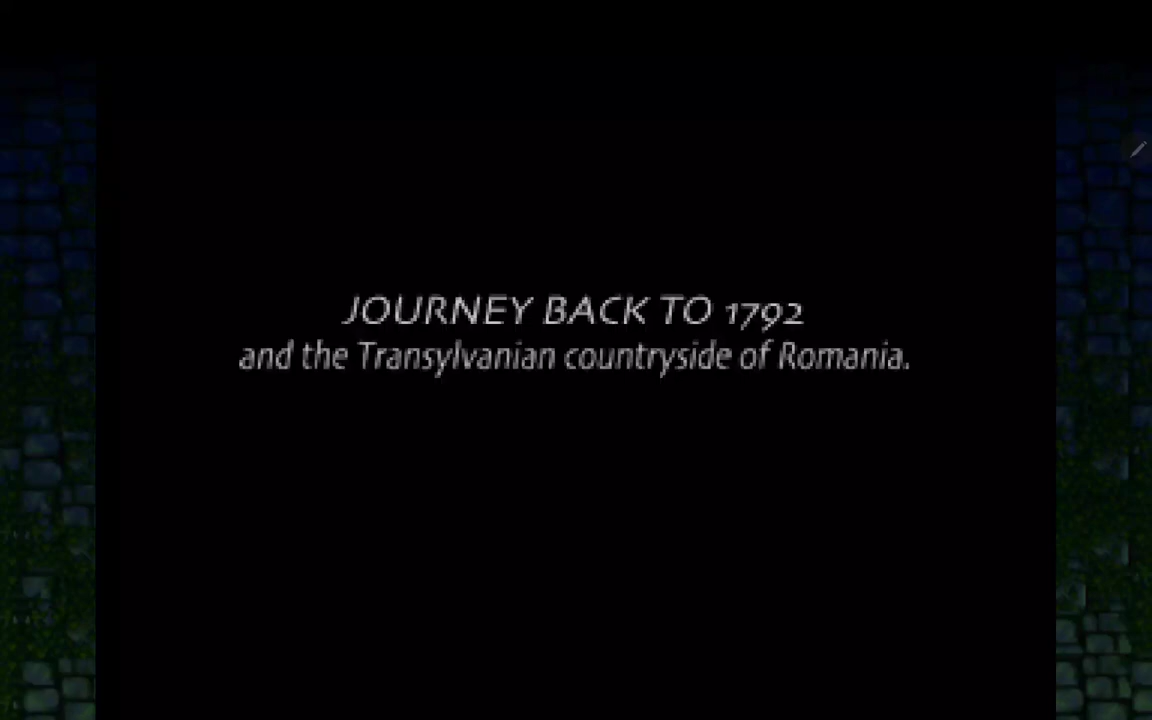 JOURNEY BACK TO 1792
and the Transylvanian countryside of Romania.